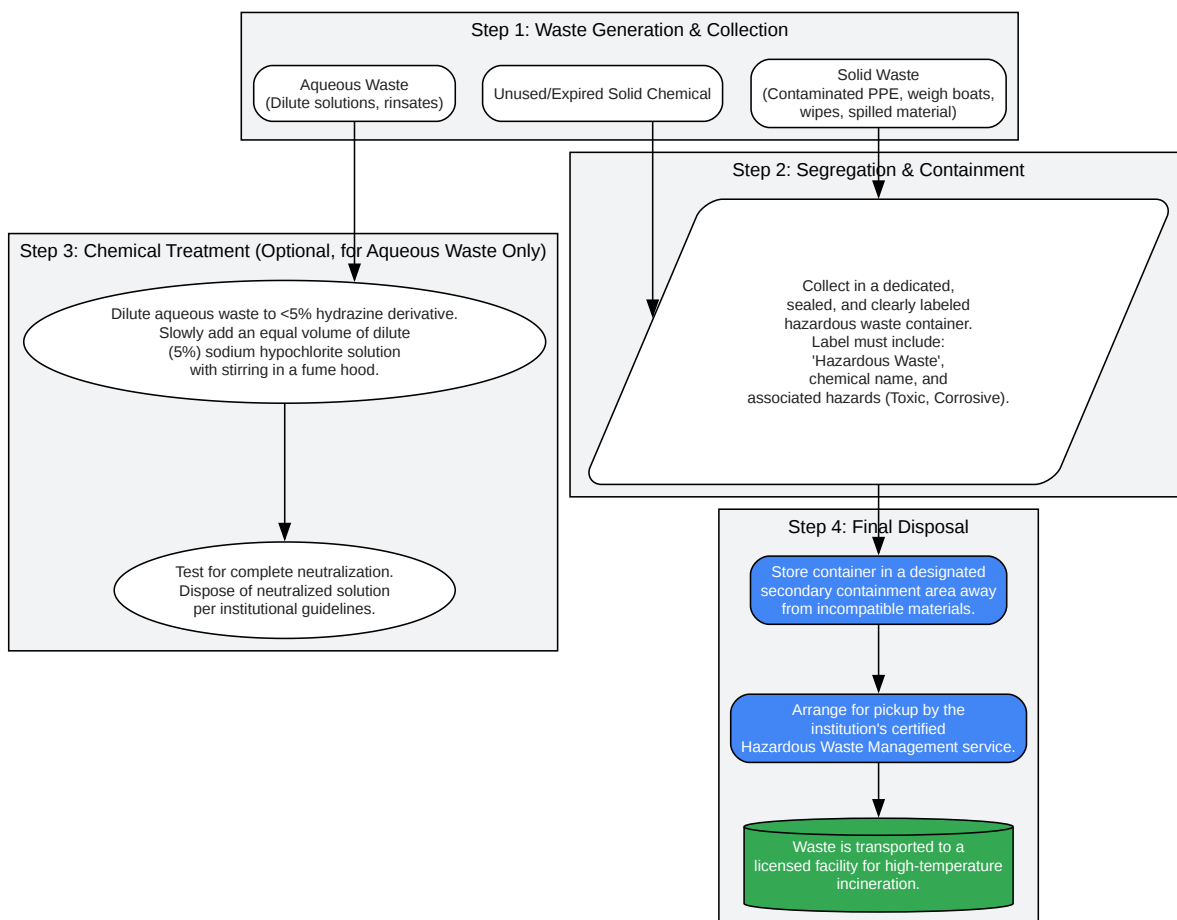 Step 1: Waste Generation & Collection
Aqueous Waste
(Dilute solutions, rinsates)
Unused/Expired Solid Chemical
Solid Waste
(Contaminated PPE, weigh boats,
wipes, spilled material)
Step 2: Segregation & Containment
Collect in a dedicated,
sealed, and clearly labeled
hazardous waste container.
Label must include:
'Hazardous Waste',
chemical name, and
associated hazards (Toxic, Corrosive).
Step 3: Chemical Treatment (Optional, for Aqueous Waste Only)
Dilute aqueous waste to <5% hydrazine derivative.
Slowly add an equal volume of dilute
(5%) sodium hypochlorite solution
with stirring in a fume hood.
Test for complete neutralization.
Dispose of neutralized solution
per institutional guidelines.
Step 4: Final Disposal
Store container in a designated
secondary containment area away
from incompatible materials.
Arrange for pickup by the
institution's certified
Hazardous Waste Management service.
Waste is transported to a
licensed facility for high-temperature
incineration.